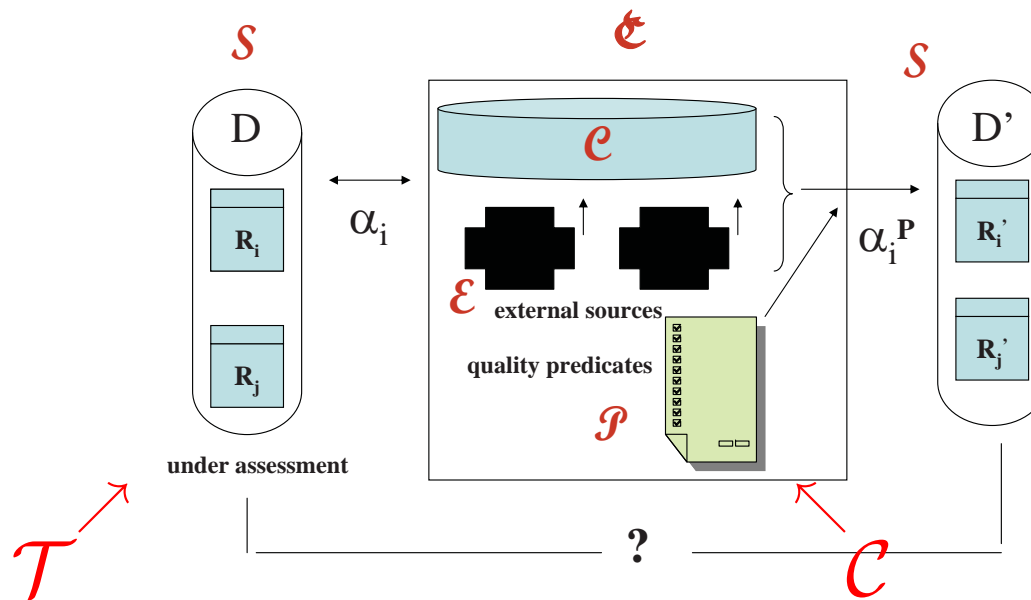 𝒮
ℭ
𝒮
D
𝒞
D’
R_i
α_i
α_i^P
R_i’
ℰ
external sources
R_j
quality predicates
R_j’
𝒫
under assessment
𝒯
?
𝒞